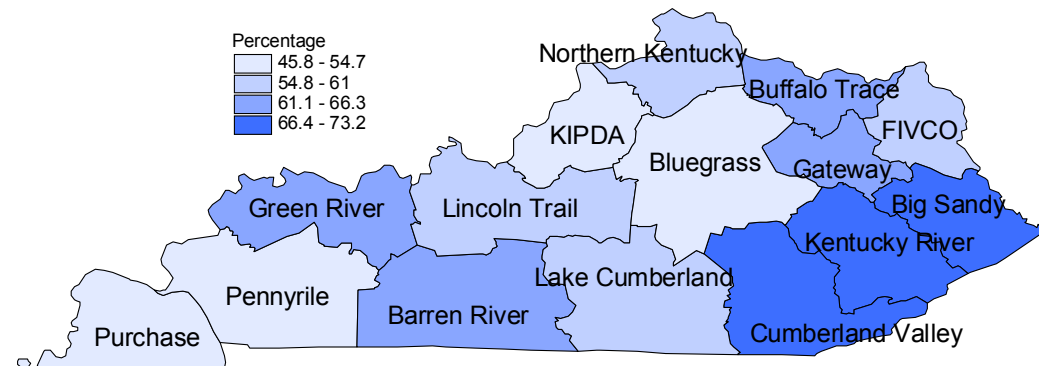 Percentage
45.8 - 54.7
54.8 - 61
61.1 - 66.3
66.4 - 73.2
Northern Kentucky
Buffalo Trace
KIPDA
FIVCO
Bluegrass
Gateway
Green River
Lincoln Trail
Big Sandy
Kentucky River
Lake Cumberland
Pennyrile
Barren River
Purchase
Cumberland Valley